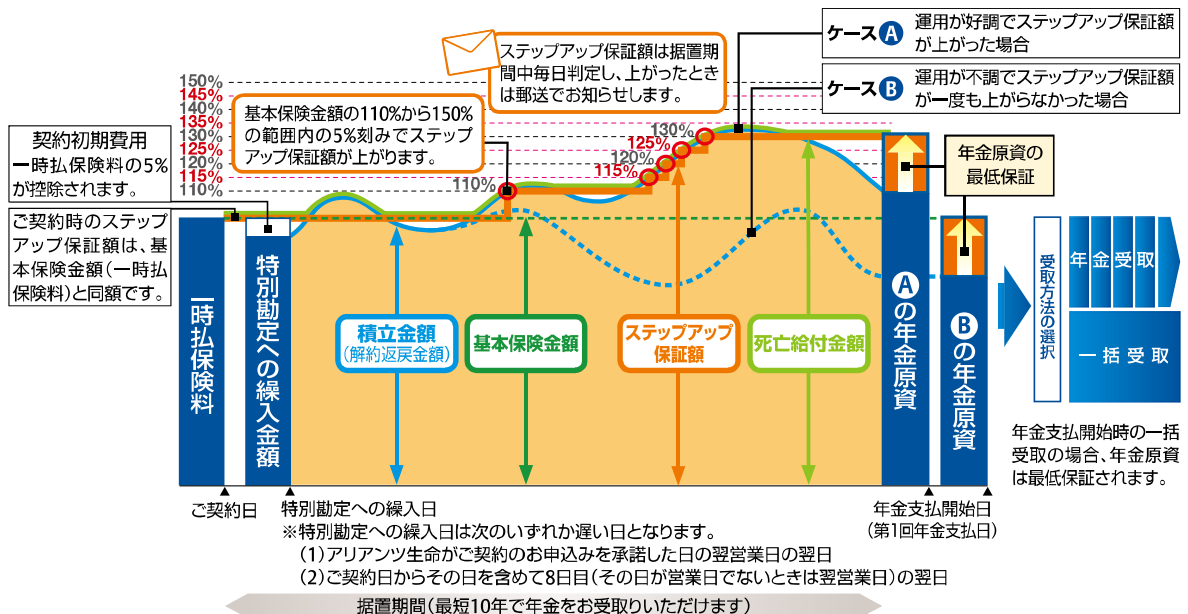 ケースA 運用が好調でステップアップ保証額
が上がった場合
ケースB 運用が不調でステップアップ保証額
が一度も上がらなかった場合
ステップアップ保証額は据置期
間中毎日判定し、上がったとき
は郵送でお知らせします。
基本保険金額の110%から150%
の範囲内の5%刻みでステップ
アップ保証額が上がります。
150%
145%
140%
135%
130%
125%
120%
115%
110%
110%
115%
120%
125%
130%
契約初期費用
一時払保険料の5%
が控除されます。
ご契約時のステップ
アップ保証額は、基
本保険金額(一時払
保険料)と同額です。
年金原資の
最低保証
一時払保険料
特別勘定への繰入金額
積立金額
(解約返戻金額)
基本保険金額
ステップアップ
保証額
死亡給付金額
Aの年金原資
Bの年金原資
受取方法の選択
年金受取
一括受取
年金支払開始時の一括
受取の場合、年金原資
は最低保証されます。
ご契約日
特別勘定への繰入日
年金支払開始日
(第1回年金支払日)
※特別勘定への繰入日は次のいずれか遅い日となります。
(1)アリアンツ生命がご契約のお申込みを承諾した日の翌営業日の翌日
(2)ご契約日からその日を含めて8日目(その日が営業日でないときは翌営業日)の翌日
据置期間(最短10年で年金をお受取りいただけます)